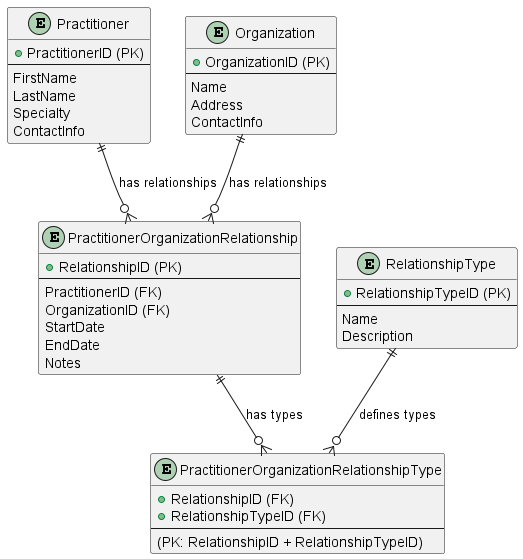 E Practitioner
PractitionerID (PK)
FirstName
LastName
Specialty
ContactInfo
E Organization
OrganizationID (PK)
Name
Address
ContactInfo
has relationships
has relationships
E PractitionerOrganizationRelationship
RelationshipID (PK)
PractitionerID (FK)
OrganizationID (FK)
StartDate
EndDate
Notes
E RelationshipType
RelationshipTypeID (PK)
Name
Description
has types
defines types
E PractitionerOrganizationRelationshipType
RelationshipID (FK)
RelationshipTypeID (FK)
(PK: RelationshipID + RelationshipTypeID)